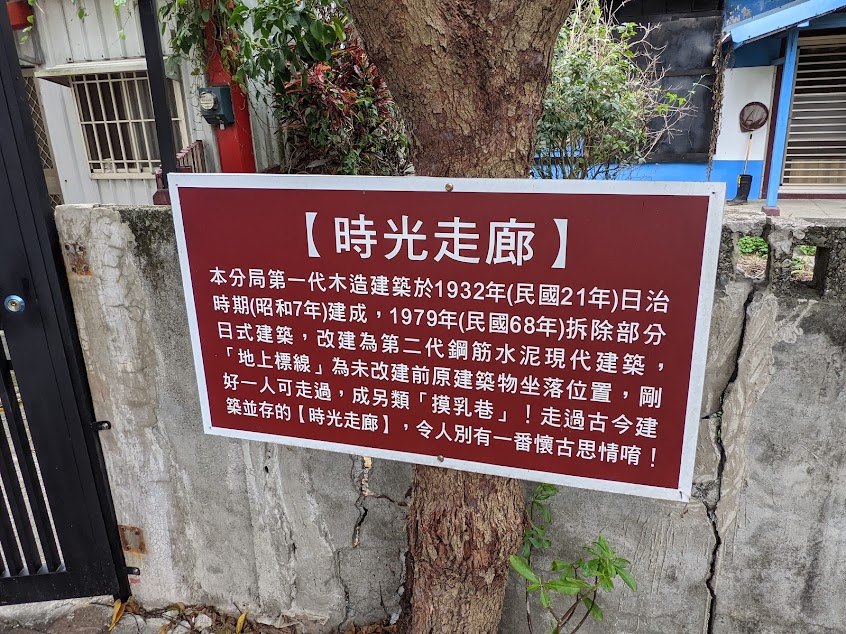 【時光走廊】
本分局第一代木造建築於1932年(民國21年)日治
時期(昭和7年)建成，1979年(民國68年)拆除部分
日式建築，改建為第二代鋼筋水泥現代建築，
「地上標線」為未改建前原建築物坐落位置，剛
好一人可走過，成另類「摸乳巷」！走過古今建
築並存的【時光走廊】，令人別有一番懷古思情唷！